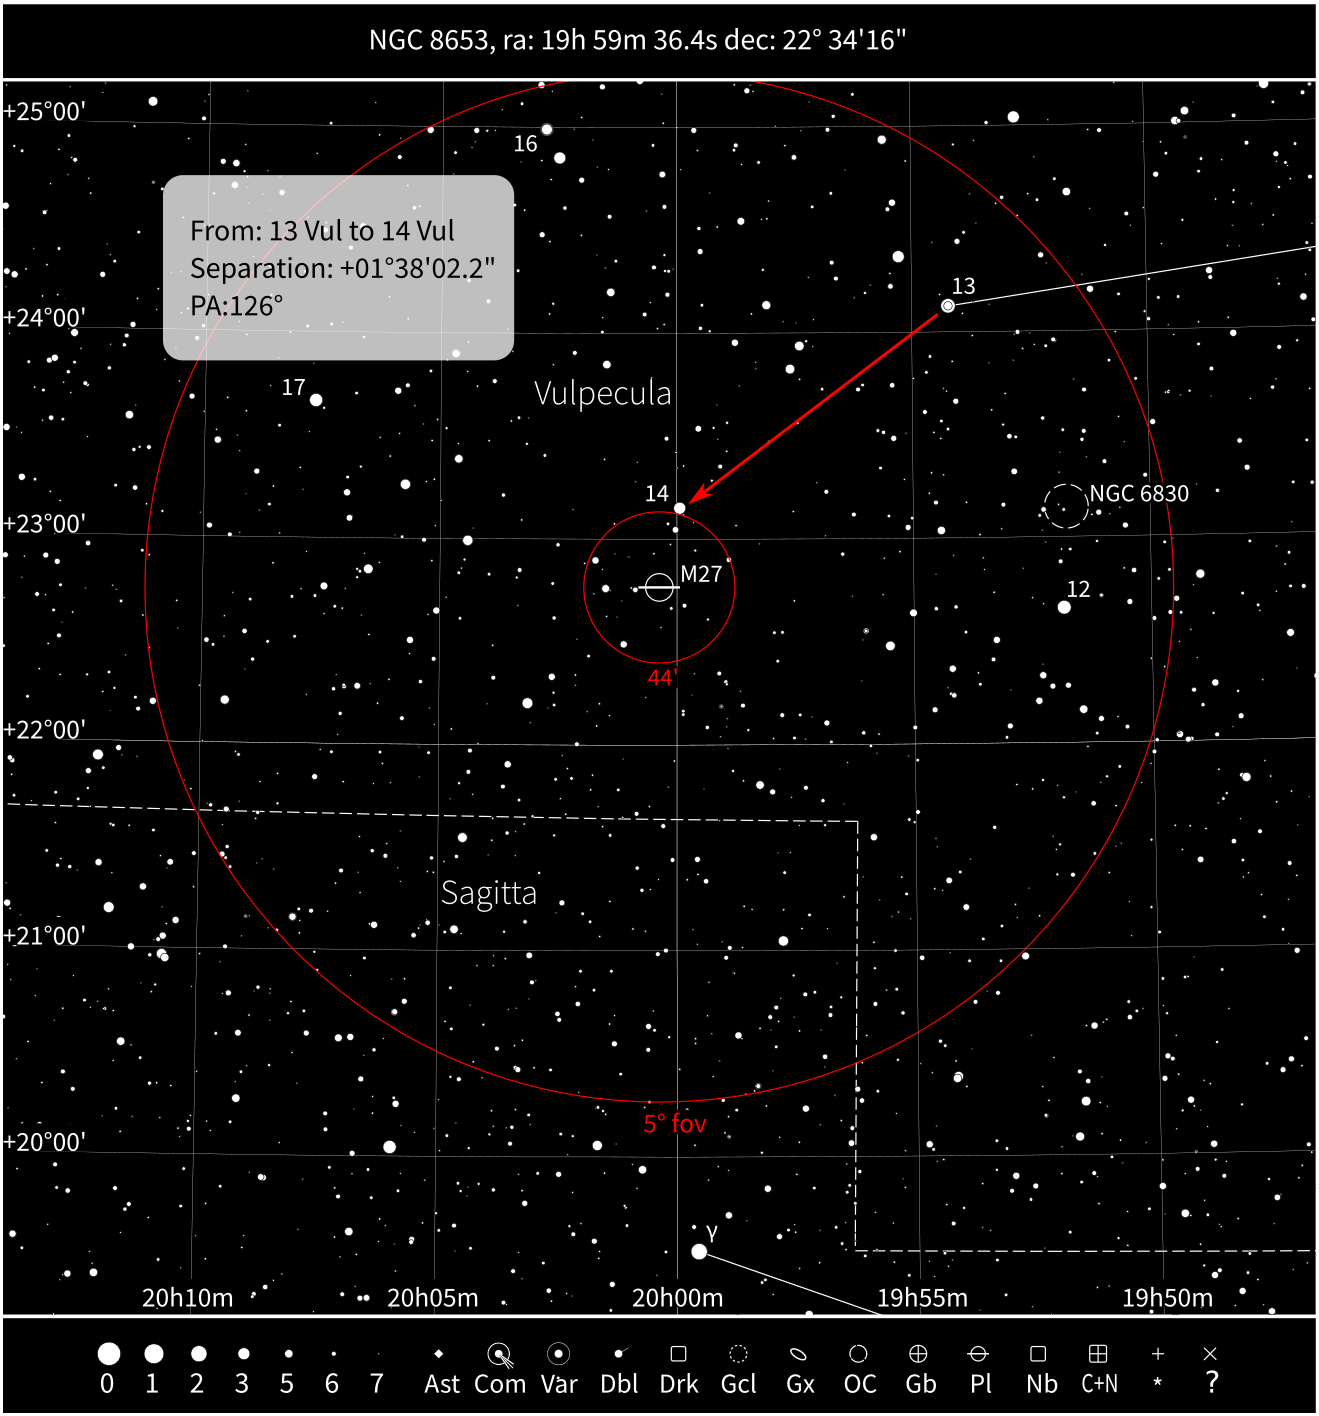 NGC 8653, ra: 19h 59m 36.4s dec: 22° 34'16"
+25°00'
16
From: 13 Vul to 14 Vul
Separation: +01°38'02.2"
PA:126°
13
+24°00'
17
Vulpecula
14
NGC 6830
+23°00'
M27
12
44'
+22°00'
Sagitta
+21°00'
5° fov
+20°00'
γ
20h10m 20h05m 20h00m 19h55m 19h50m
0 1 2 3 5 6 7 Ast Com Var Dbl Drk Gcl Gx OC Gb Pl Nb C+N * ?